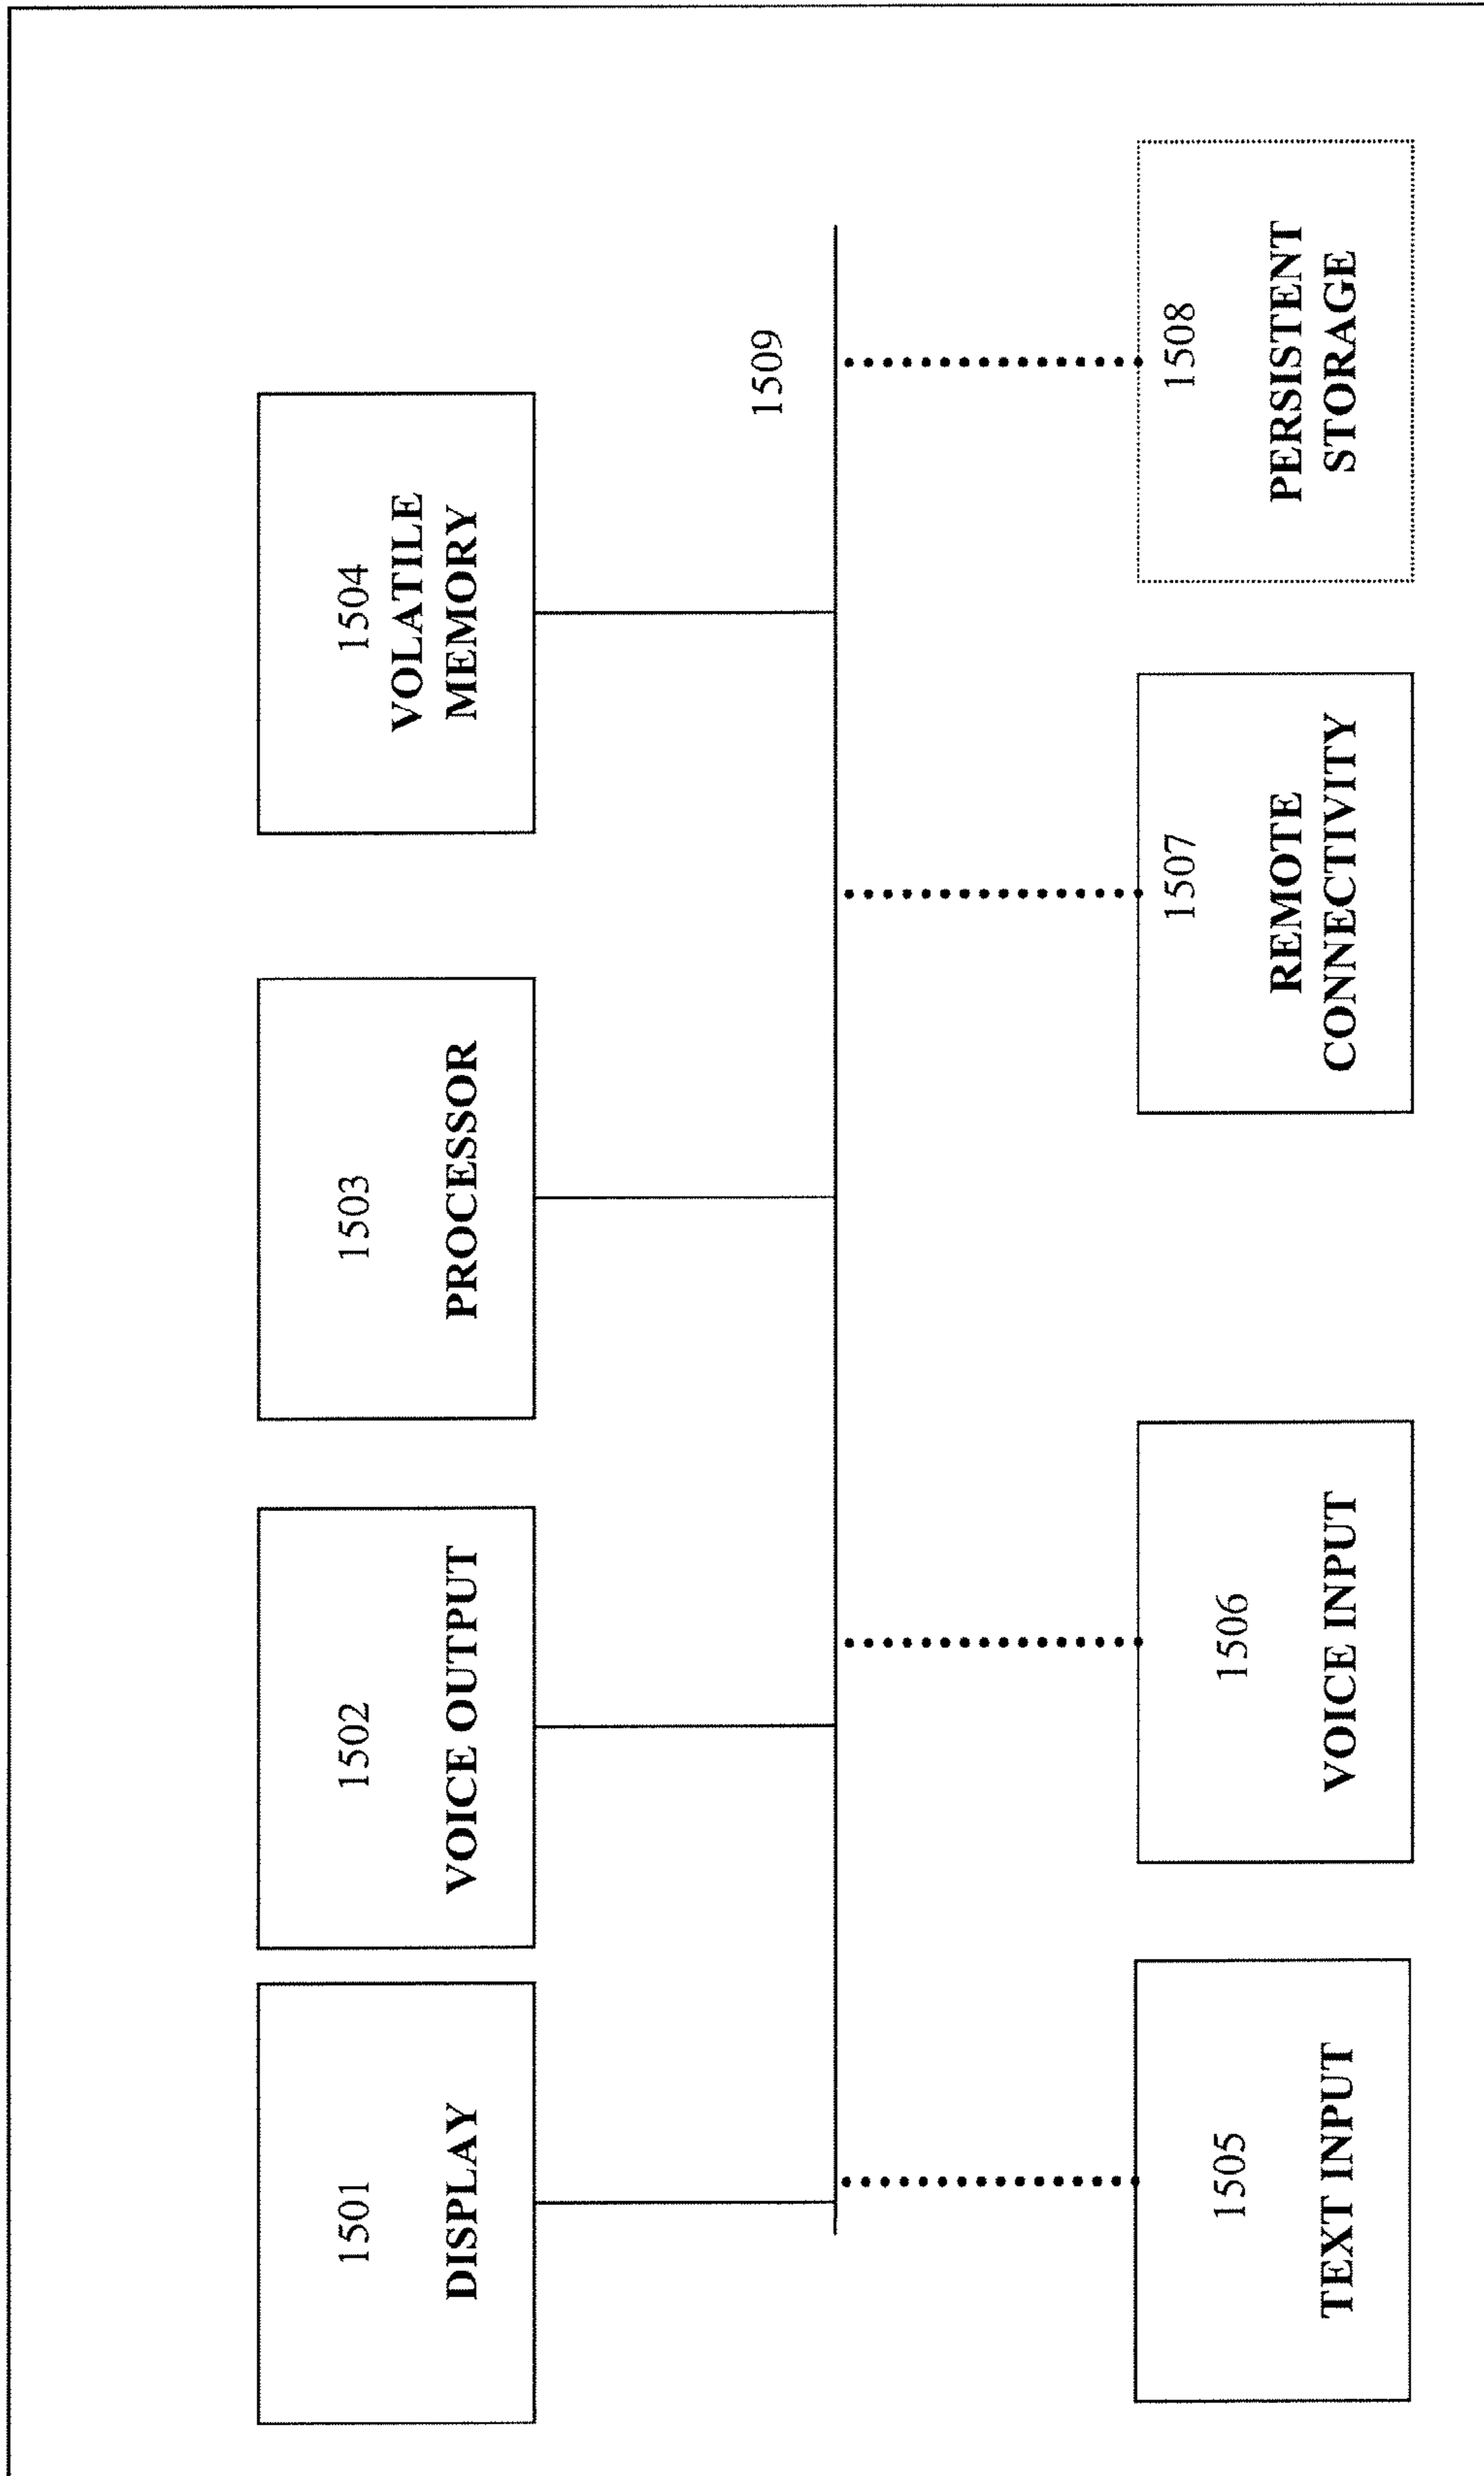 1501
DISPLAY
1502
VOICE OUTPUT
1503
PROCESSOR
1504
VOLATILE
MEMORY
1509
1505
TEXT INPUT
1506
VOICE INPUT
1507
REMOTE
CONNECTIVITY
1508
PERSISTENT
STORAGE